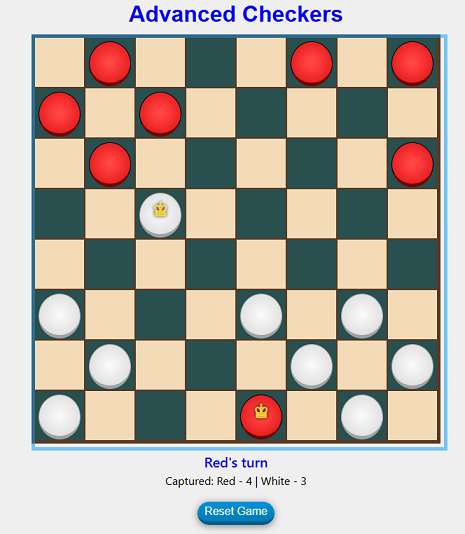 Advanced Checkers
Red's turn
Captured: Red - 4 | White - 3
Reset Game